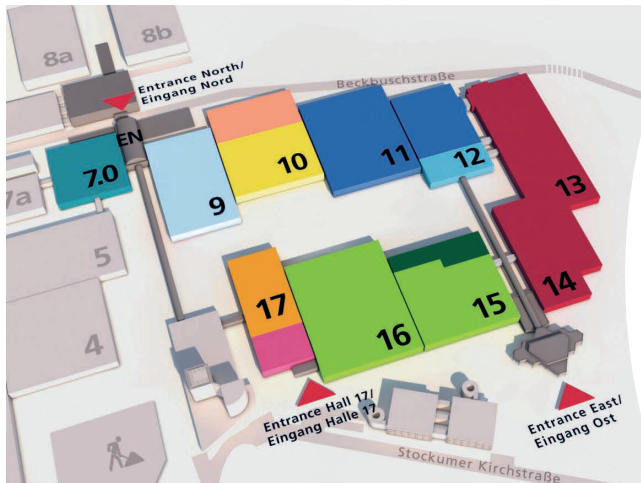 8a
8b
Entrance North/
Eingang Nord
Beckbuschstraße
EN
7.0
7a
9
10
11
12
13
5
4
17
16
15
14
Entrance Hall 17/
Eingang Halle 17
Entrance East/
Eingang Ost
Stockumer Kirchstraße